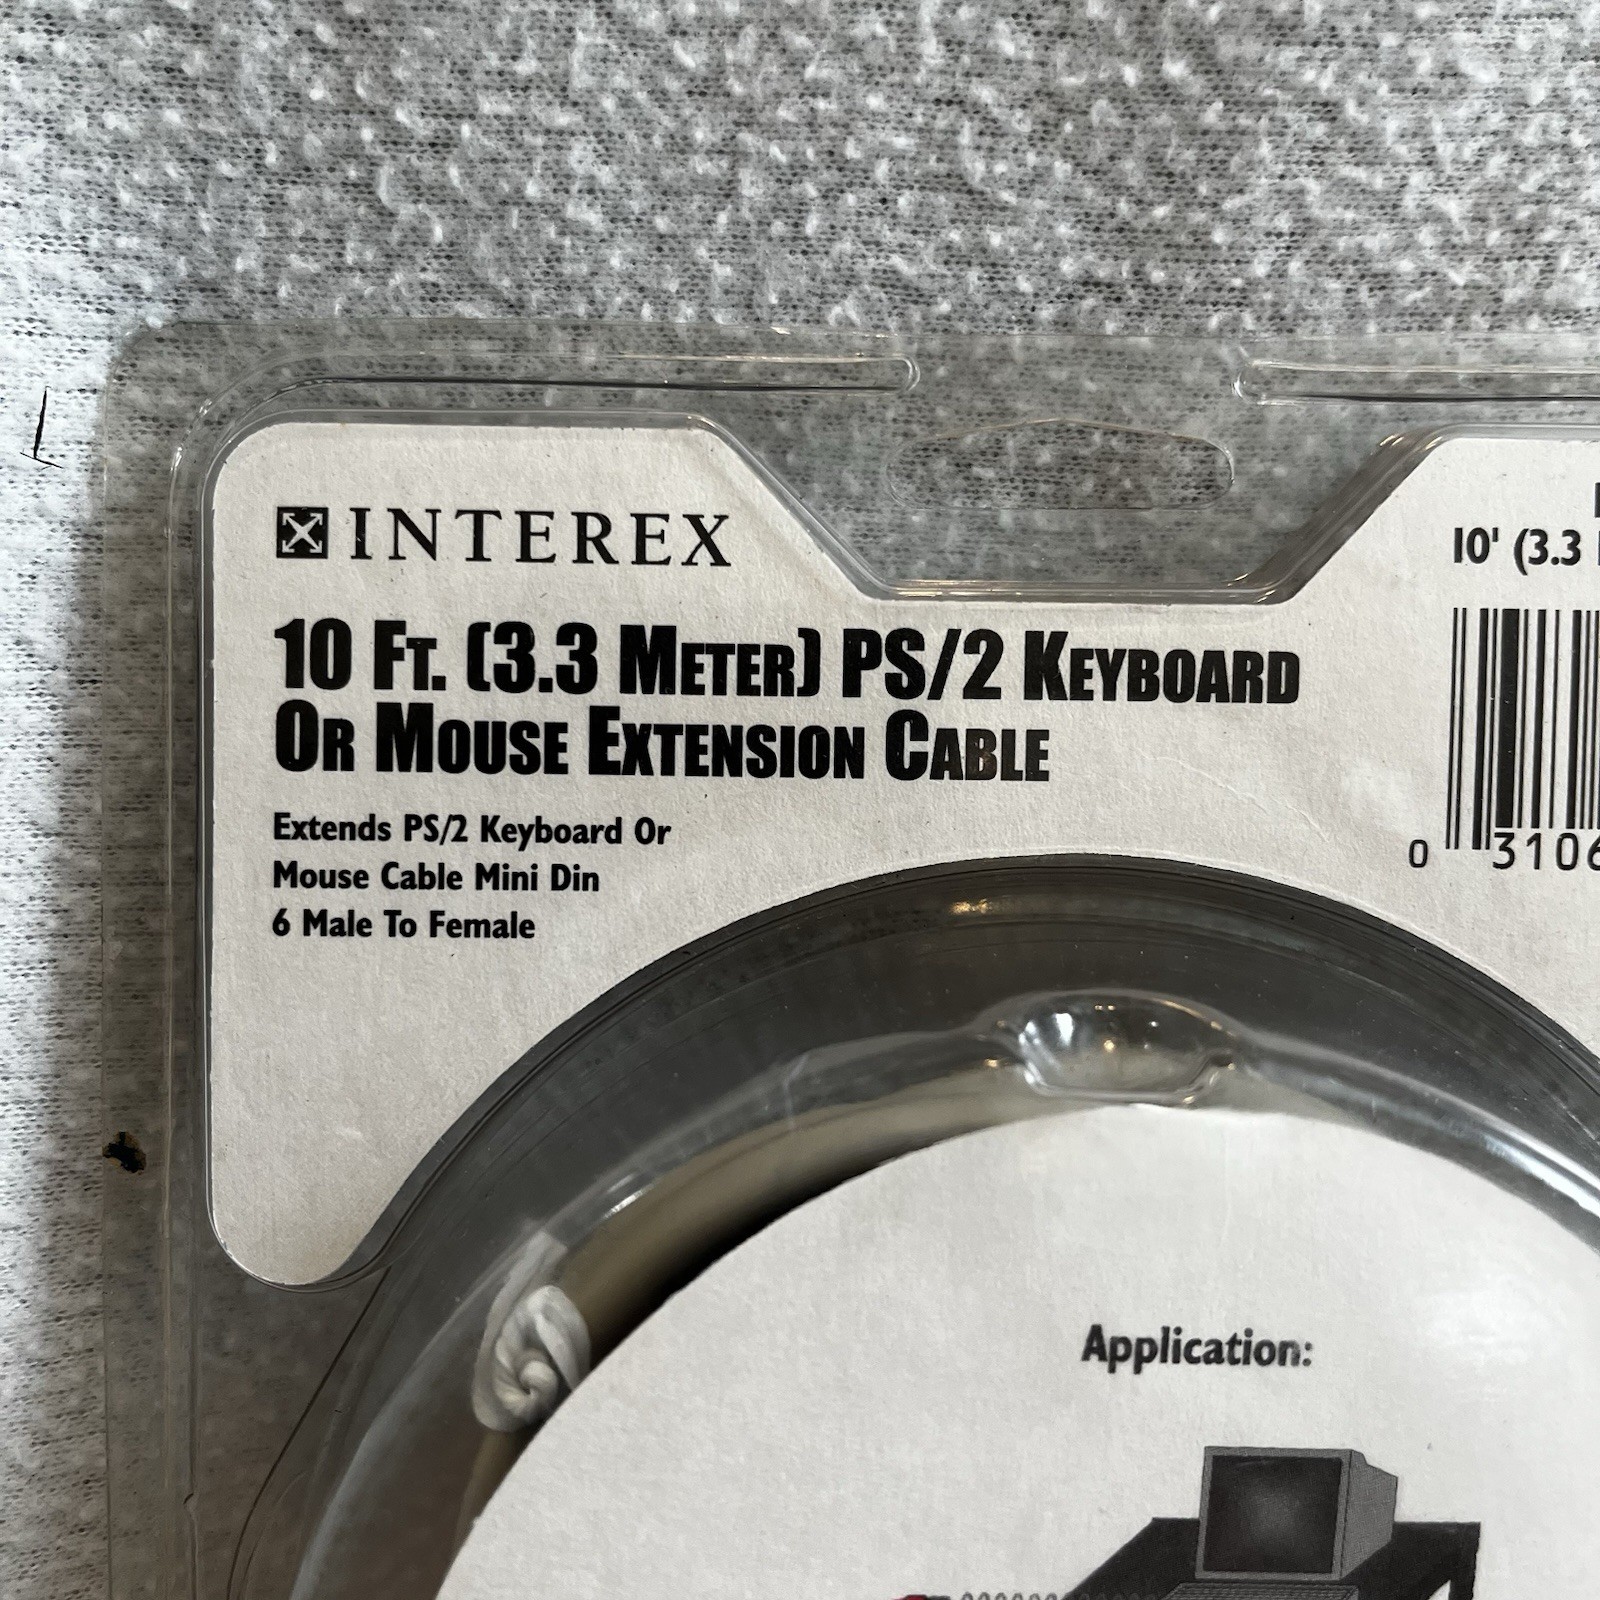 INTEREX
10 FT. (3.3 METER) PS/2 KEYBOARD
OR MOUSE EXTENSION CABLE
Extends PS/2 Keyboard Or
Mouse Cable Mini Din
6 Male To Female
10' (3.3
0 3106
Application: